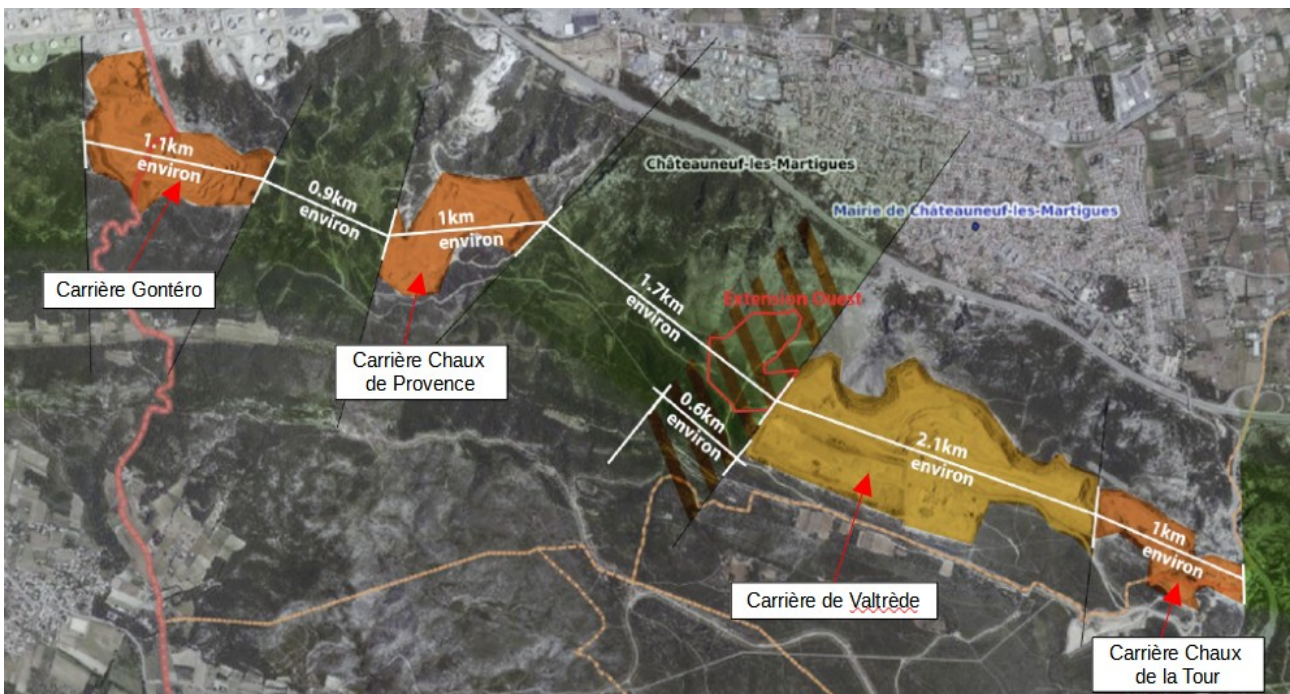 1.1km
environ
0.9km
environ
1km
environ
Châteauneuf-les-Martigues
Mairie de Châteauneuf-les-Martigues
Carrière Gontéro
Extension Ouest
1.7km
environ
Carrière Chaux
de Provence
0.6km
environ
2.1km
environ
1km
environ
Carrière de Valtrède
Carrière Chaux
de la Tour